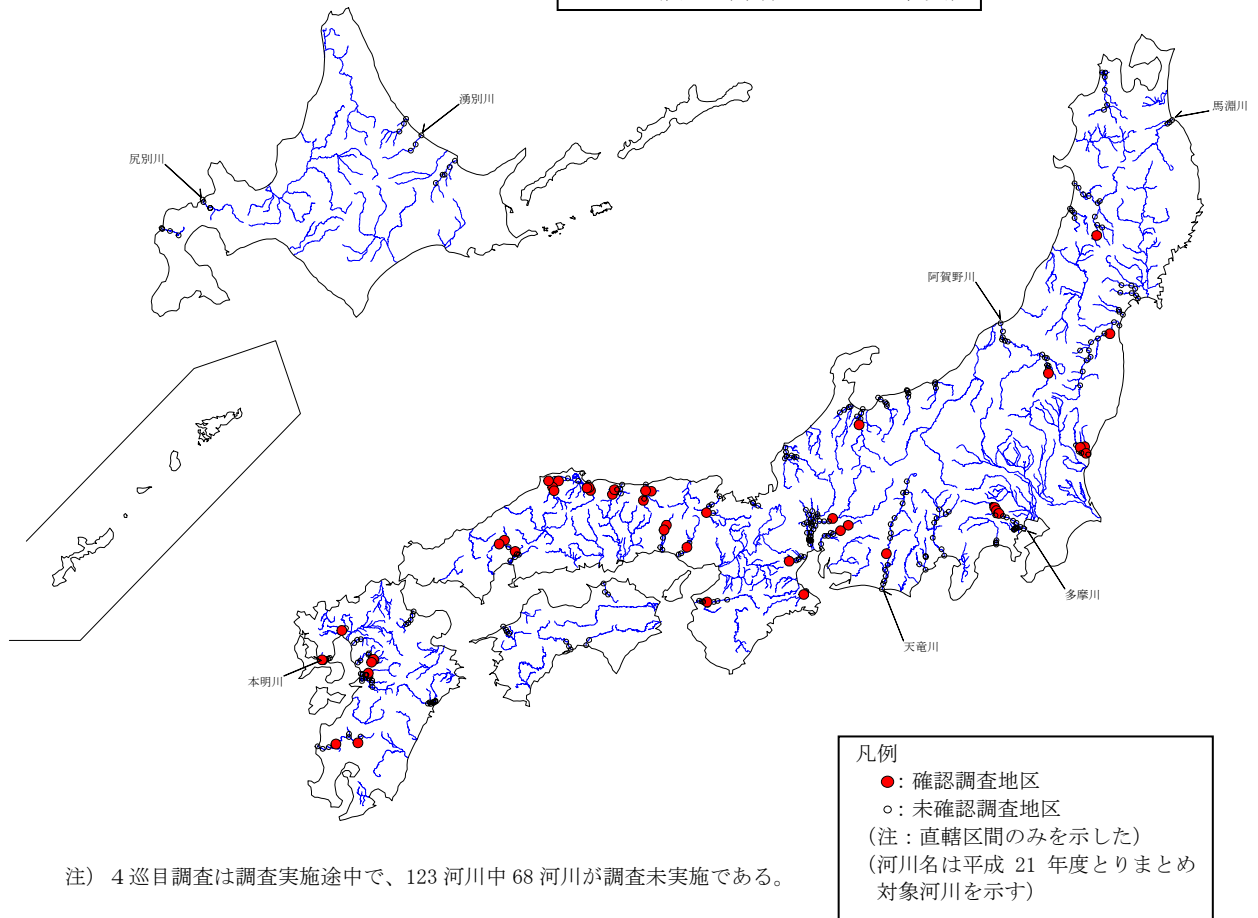 湧別川
馬淵川
尻別川
阿賀野川
多摩川
天竜川
本明川
凡例
●：確認調査地区
○：未確認調査地区
（注：直轄区間のみを示した）
（河川名は平成 21 年度とりまとめ
対象河川を示す）
注） ４巡目調査は調査実施途中で、123 河川中 68 河川が調査未実施である。